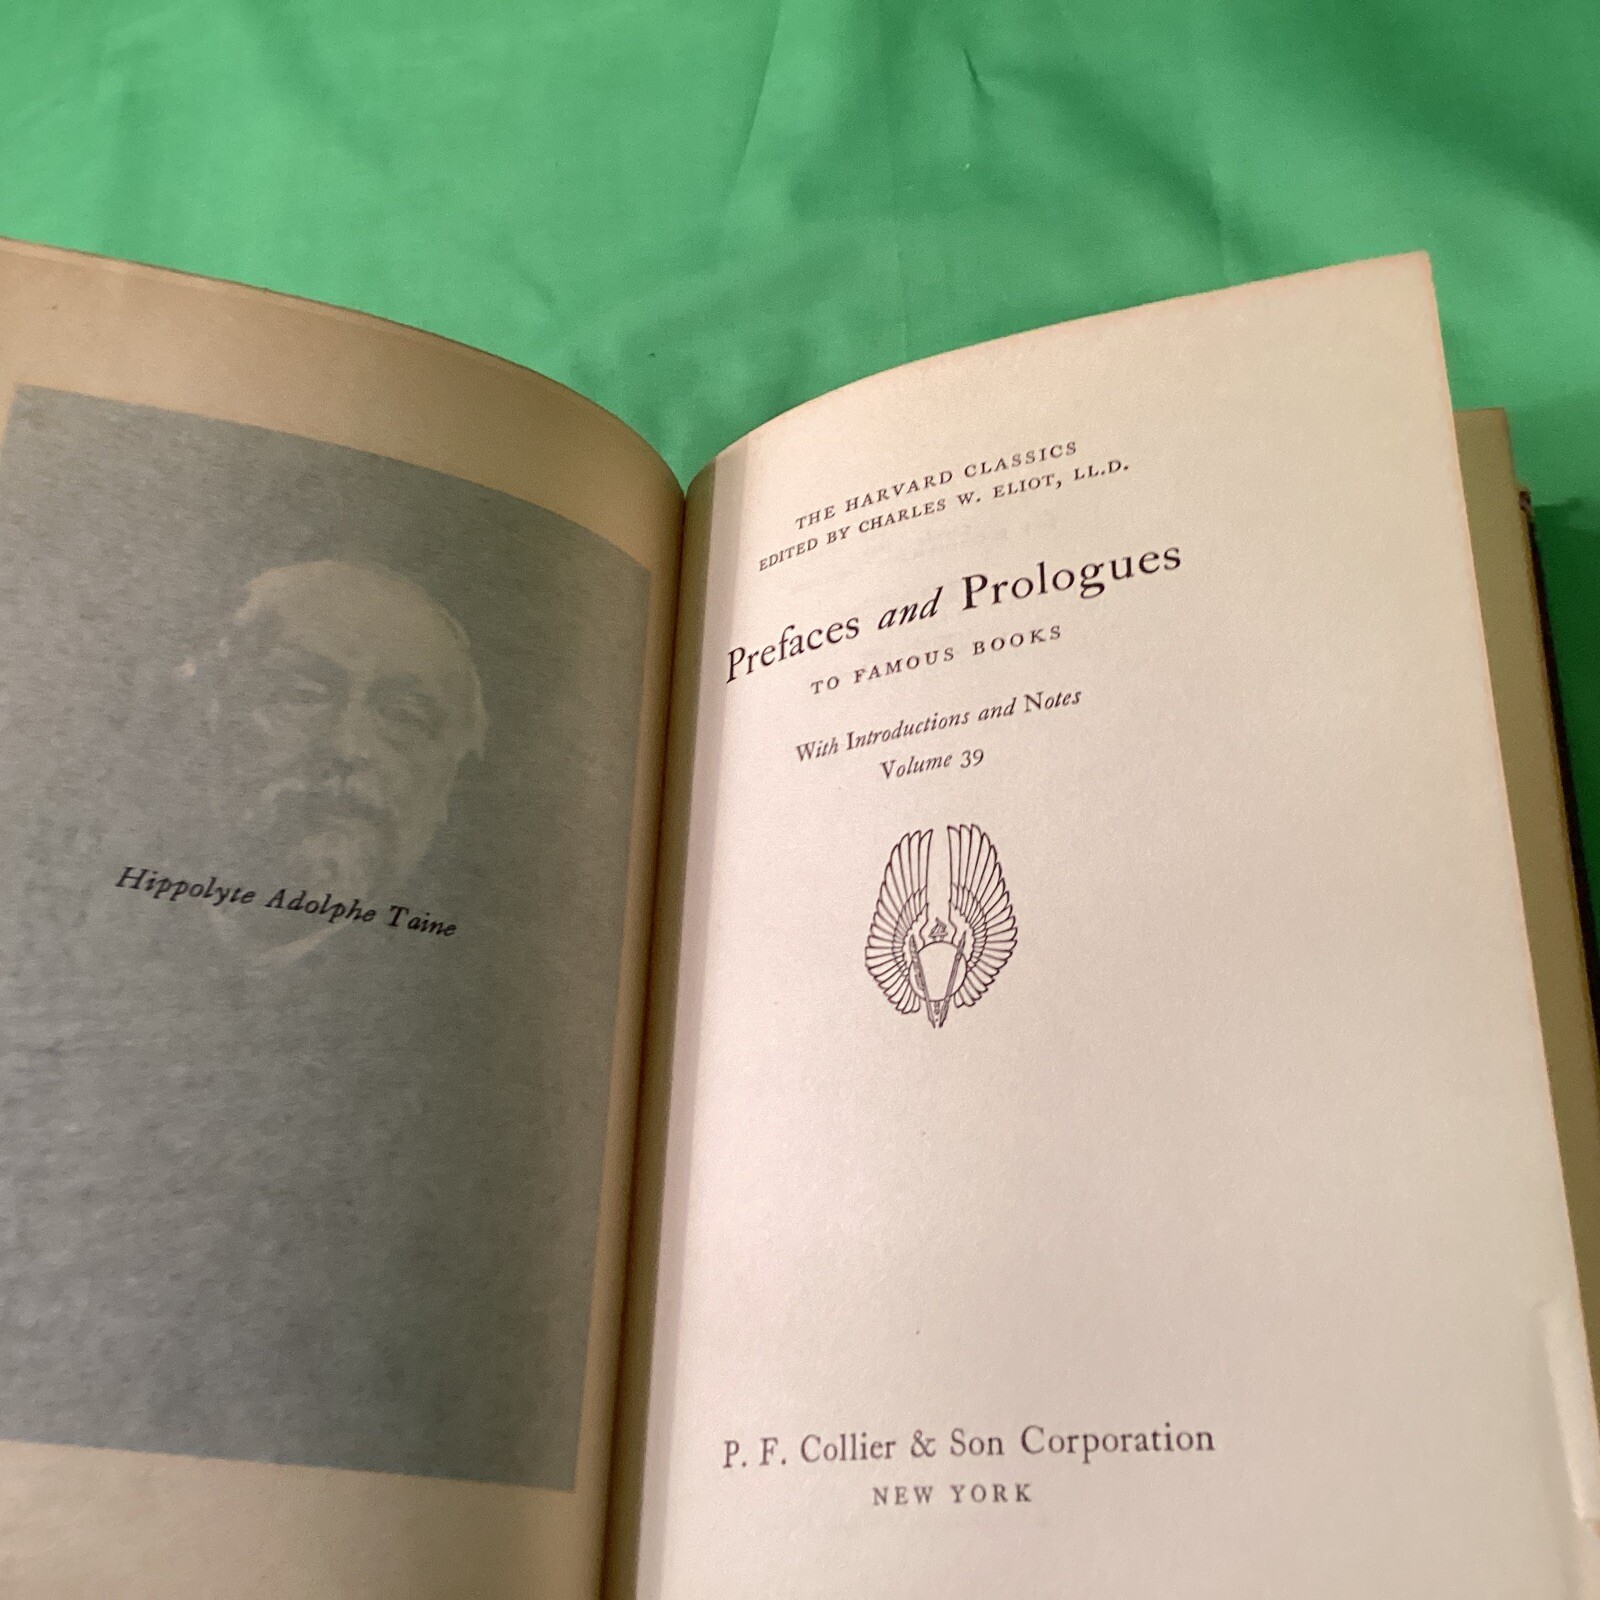 Hippolyte Adolphe Taine
THE HARVARD CLASSICS
EDITED BY CHARLES W. ELIOT, LL.D.
Prefaces and Prologues
TO FAMOUS BOOKS
With Introductions and Notes
Volume 39
P. F. Collier & Son Corporation
NEW YORK